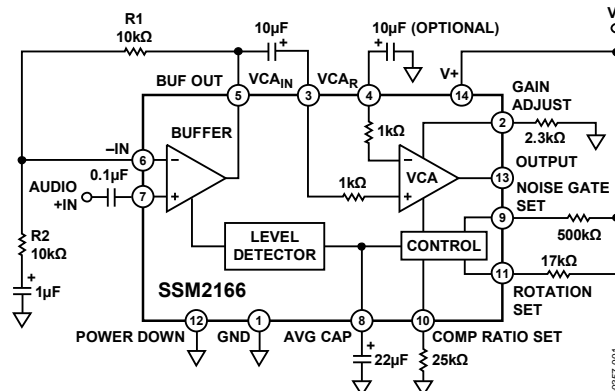 R1
10kΩ
10µF
+
10µF (OPTIONAL)
+
V
BUF OUT
VCAIN
VCAR
V+
5
3
4
14
GAIN
ADJUST
2
2.3kΩ
1kΩ
BUFFER
–IN
6
–
0.1µF
AUDIO
+IN
7
+
1kΩ
–
VCA
+
OUTPUT
13
NOISE GATE
SET
9
500kΩ
R2
10kΩ
LEVEL
DETECTOR
CONTROL
17kΩ
11
ROTATION
SET
+
1µF
SSM2166
12
1
8
10
POWER DOWN
GND
AVG CAP
COMP RATIO SET
+
22µF
25kΩ